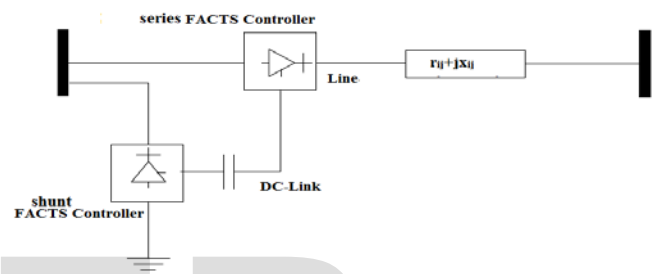 series FACTS Controller
Line
rij+jxij
DC-Link
shunt
FACTS Controller